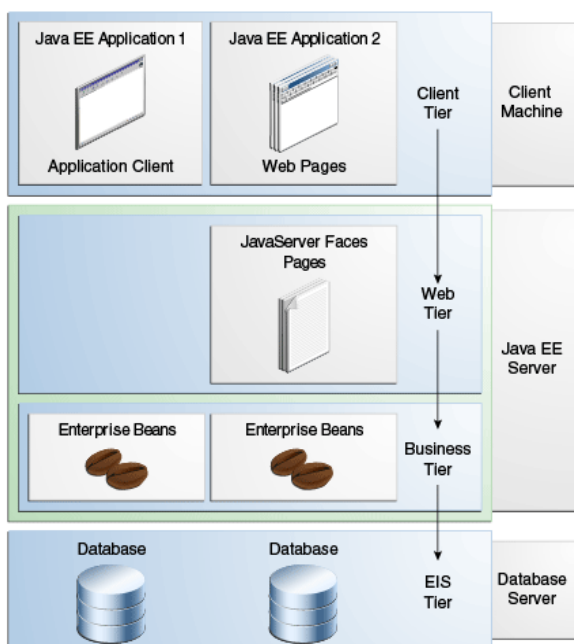 Java EE Application 1
Java EE Application 2
Application Client
Web Pages
Client
Tier
Client
Machine
JavaServer Faces
Pages
Web
Tier
Java EE
Server
Enterprise Beans
Enterprise Beans
Business
Tier
Database
Database
EIS
Tier
Database
Server